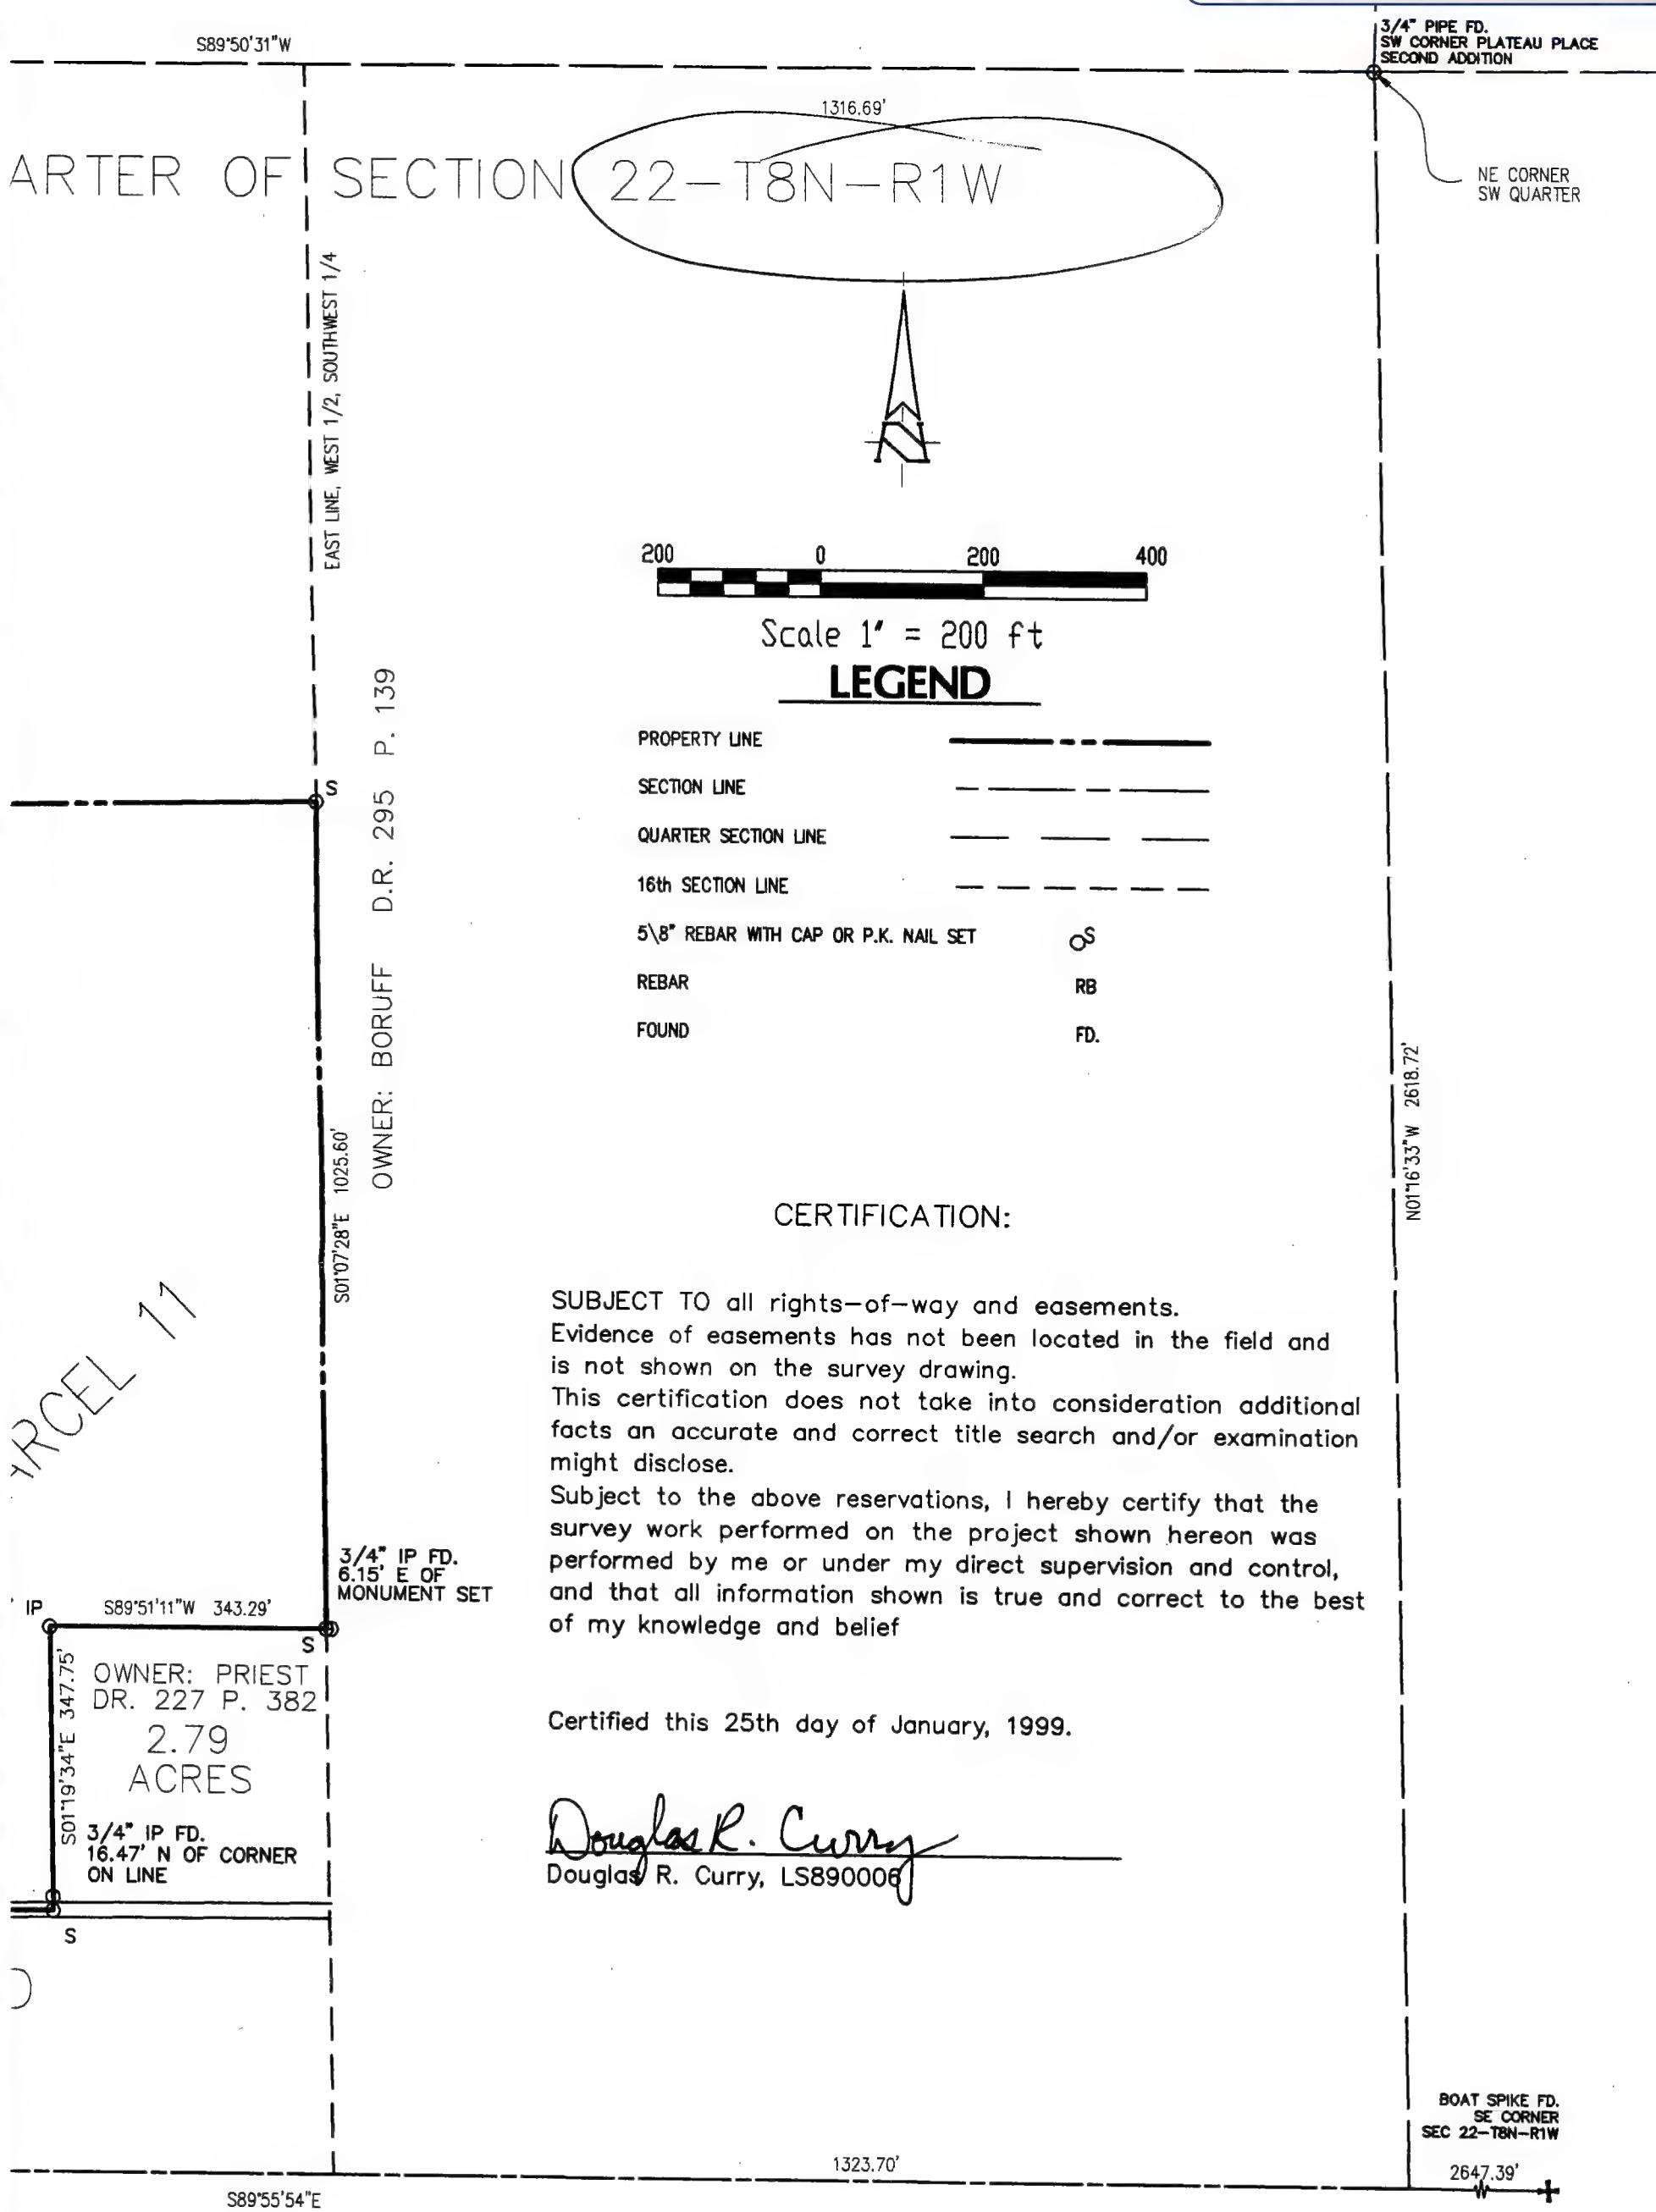 S89°50'31"W
3/4" PIPE FD.
SW CORNER PLATEAU PLACE
SECOND ADDITION
1316.69'
ARTER OF SECTION 22-T8N-R1W
NE CORNER
SW QUARTER
EAST LINE, WEST 1/2, SOUTHWEST 1/4
N
200 0 200 400
Scale 1" = 200 ft
LEGEND
PROPERTY LINE
SECTION LINE
QUARTER SECTION LINE
16th SECTION LINE
5\8" REBAR WITH CAP OR P.K. NAIL SET S
REBAR RB
FOUND FD.
S
OWNER: BORUFF D.R. 295 P. 139
S01°07'28"E 1025.60'
N01°16'33"W 2618.72'
ARCEL 11
CERTIFICATION:
SUBJECT TO all rights-of-way and easements.
Evidence of easements has not been located in the field and
is not shown on the survey drawing.
This certification does not take into consideration additional
facts an accurate and correct title search and/or examination
might disclose.
Subject to the above reservations, I hereby certify that the
survey work performed on the project shown hereon was
performed by me or under my direct supervision and control,
and that all information shown is true and correct to the best
of my knowledge and belief
3/4" IP FD.
6.15' E OF
MONUMENT SET
' IP
S89°51'11"W 343.29'
S
S01°19'34"E 347.75'
OWNER: PRIEST
DR. 227 P. 382
2.79
ACRES
3/4" IP FD.
16.47' N OF CORNER
ON LINE
S
Certified this 25th day of January, 1999.
Douglas R. Curry
Douglas R. Curry, LS890006
BOAT SPIKE FD.
SE CORNER
SEC 22-T8N-R1W
1323.70'
2647.39'
S89°55'54"E